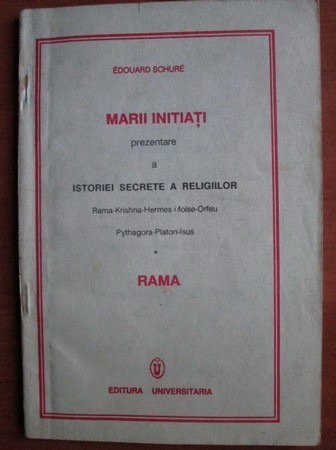 ÉDOUARD SCHURÉ
MARII INITIAȚI
prezentare
a
ISTORIEI SECRETE A RELIGIILOR
Rama-Krishna-Hermes-Moise-Orfeu
Pythagora-Platon-Isus
*
RAMA
EDITURA UNIVERSITARIA